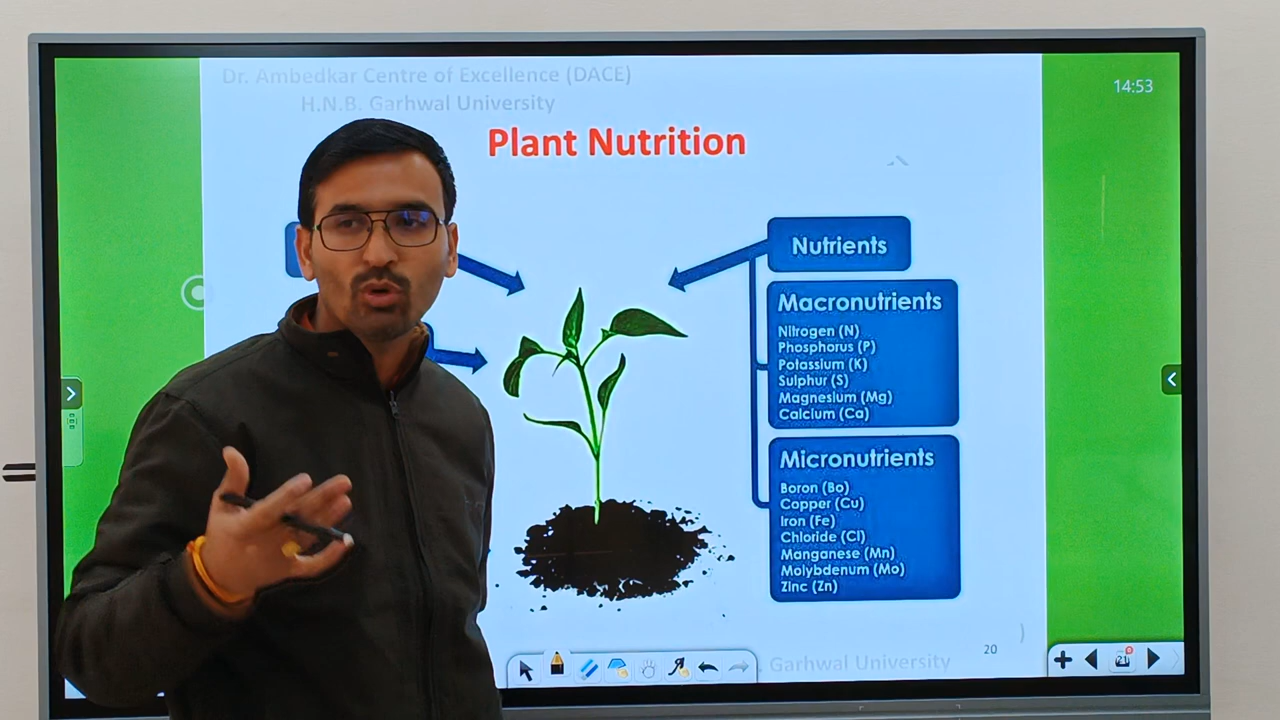 Dr. Ambedkar Centre of Excellence (DACE)
H.N.B. Garhwal University
14:53
Plant Nutrition
Nutrients
Macronutrients
Nitrogen (N)
Phosphorus (P)
Potassium (K)
Sulphur (S)
Magnesium (Mg)
Calcium (Ca)
Micronutrients
Boron (Bo)
Copper (Cu)
Iron (Fe)
Chloride (Cl)
Manganese (Mn)
Molybdenum (Mo)
Zinc (Zn)
20
Garhwal University
21